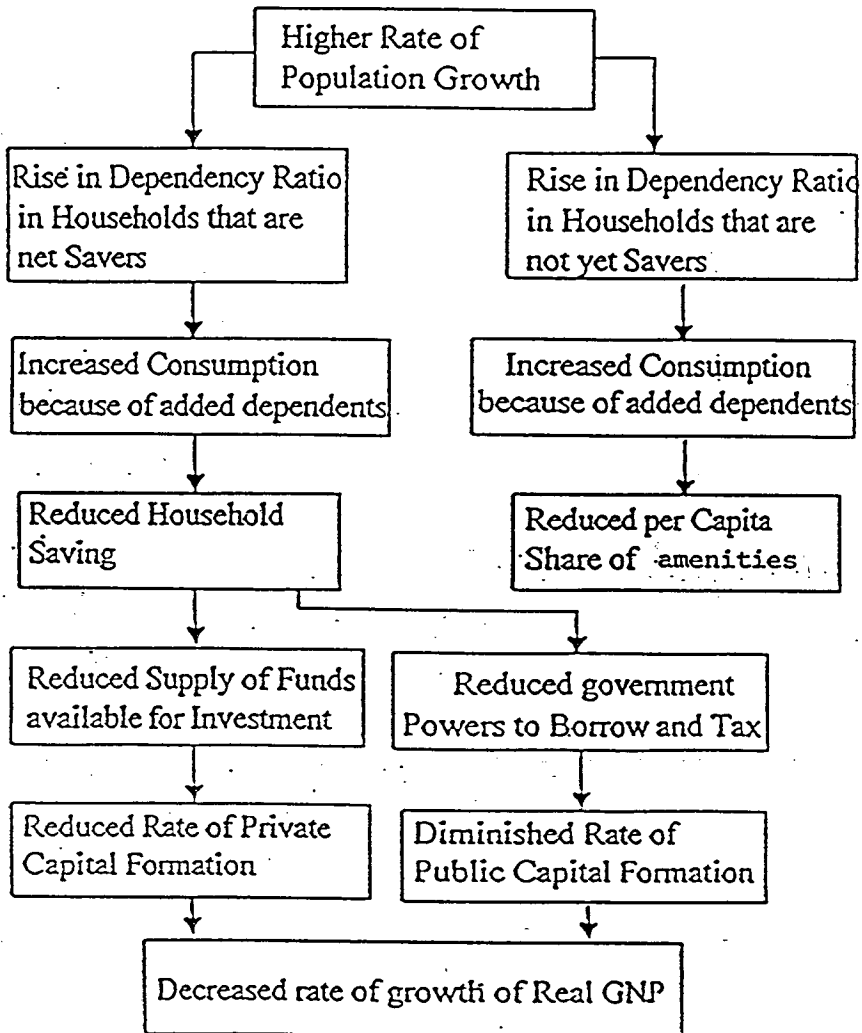 Higher Rate of
Population Growth
Rise in Dependency Ratio
in Households that are
net Savers
Rise in Dependency Ratio
in Households that are
not yet Savers
Increased Consumption
because of added dependents
Increased Consumption
because of added dependents
Reduced Household
Saving
Reduced per Capita
Share of amenities
Reduced Supply of Funds
available for Investment
Reduced government
Powers to Borrow and Tax
Reduced Rate of Private
Capital Formation
Diminished Rate of
Public Capital Formation
Decreased rate of growth of Real GNP